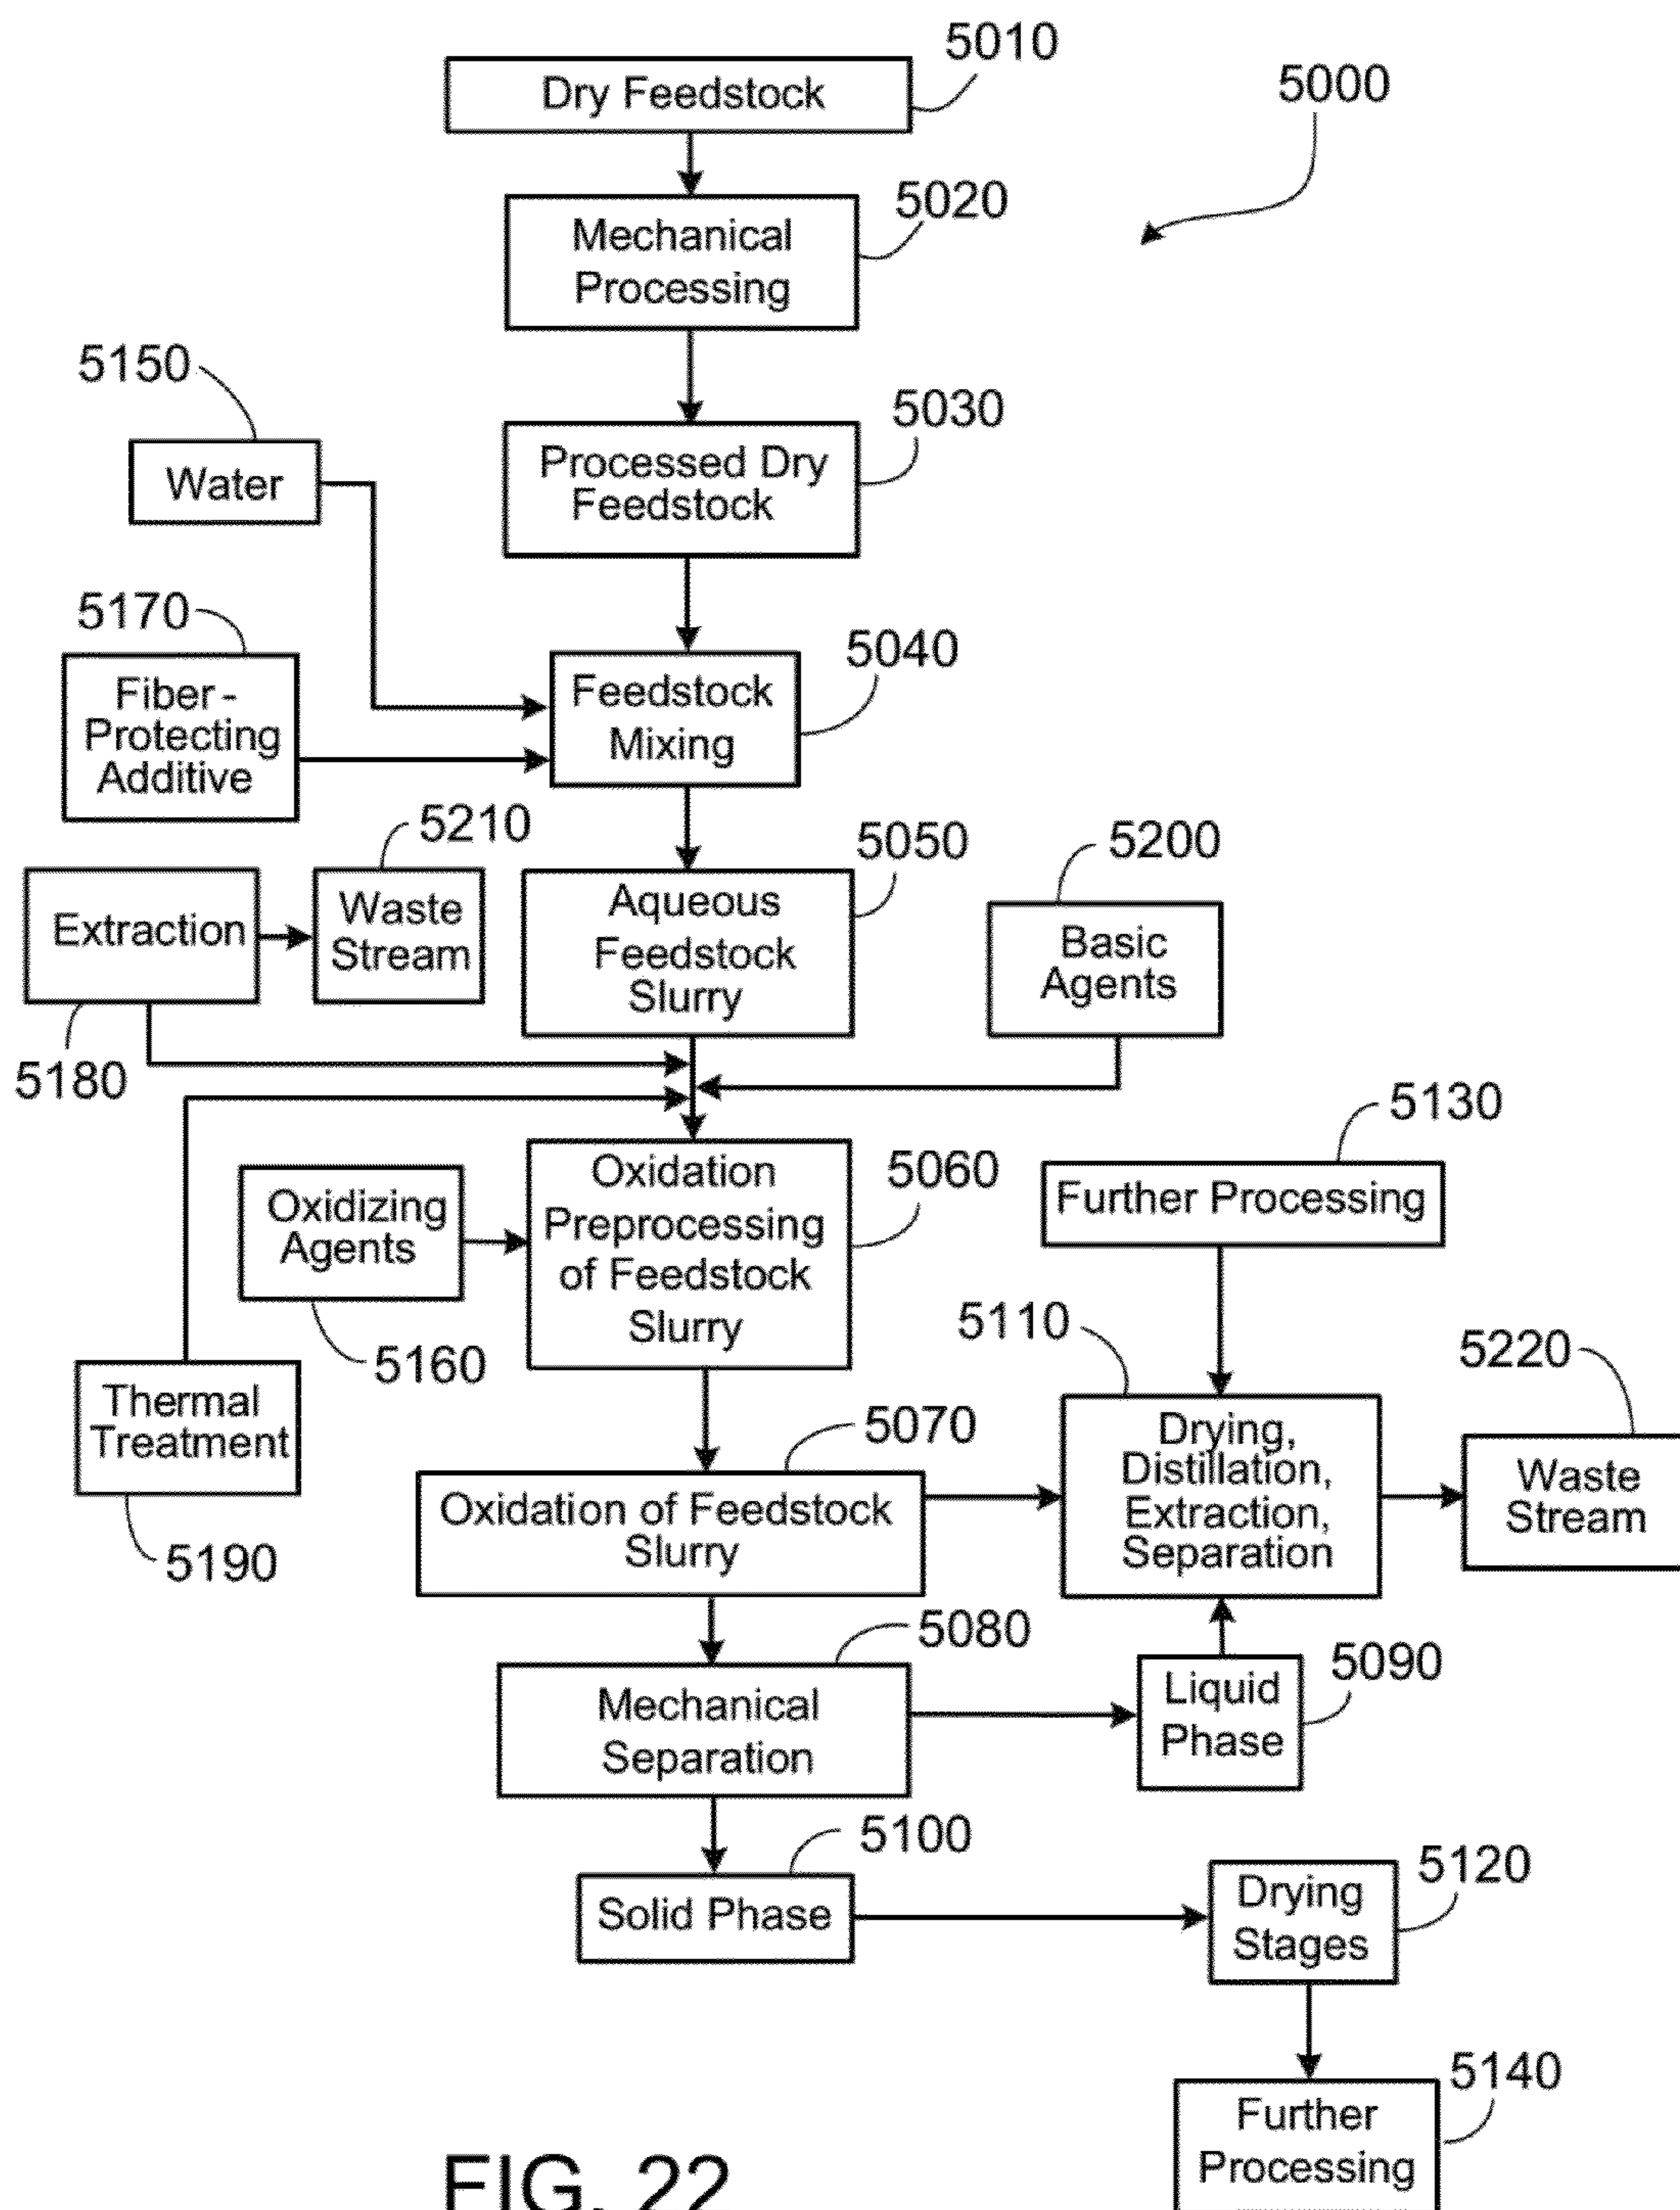 5010
Dry Feedstock
5000
5020
Mechanical
Processing
5150
5030
Water
Processed Dry
Feedstock
5170
5040
Fiber-
Protecting
Additive
Feedstock
Mixing
5210
5050
5200
Extraction
Waste
Stream
Aqueous
Feedstock
Slurry
Basic
Agents
5180
5130
5060
Oxidation
Preprocessing
of Feedstock
Slurry
Oxidizing
Agents
Further Processing
5110
5220
5160
Thermal
Treatment
5070
Drying,
Distillation,
Extraction,
Separation
Waste
Stream
Oxidation of Feedstock
Slurry
5190
5080
5090
Mechanical
Separation
Liquid
Phase
5100
5120
Solid Phase
Drying
Stages
5140
Further
Processing
FIG. 22